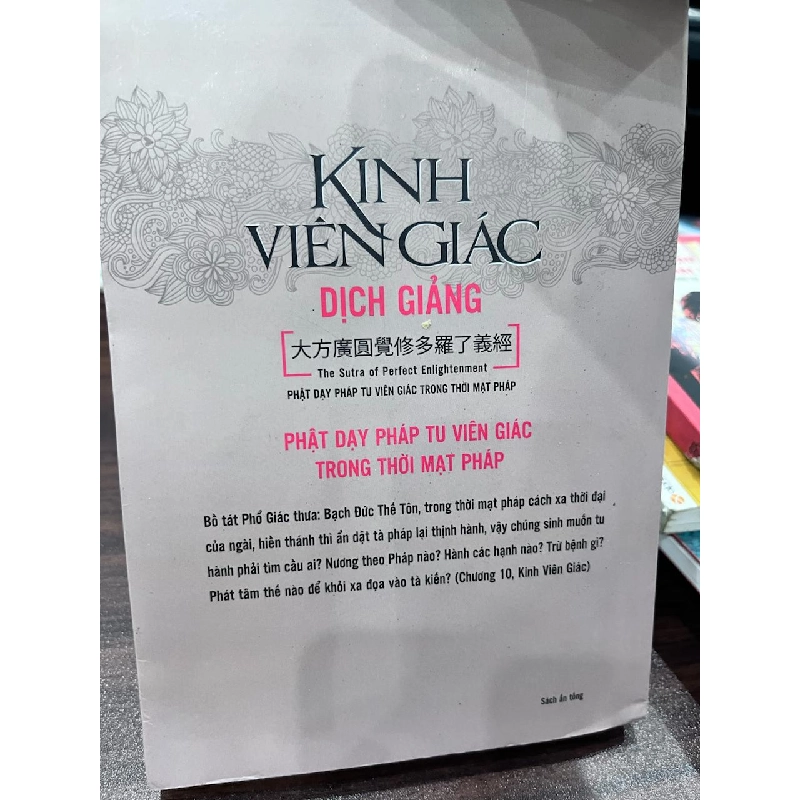 KINH
VIÊN GIÁC
DỊCH GIẢNG
大方廣圓覺修多羅了義經
The Sutra of Perfect Enlightenment
PHẬT DẠY PHÁP TU VIÊN GIÁC TRONG THỜI MẠT PHÁP
PHẬT DẠY PHÁP TU VIÊN GIÁC
TRONG THỜI MẠT PHÁP
Bồ tát Phổ Giác thưa: Bạch Đức Thế Tôn, trong thời mạt pháp cách xa thời đại
của ngài, hiền thánh thì ẩn dật tà pháp lại thịnh hành, vậy chúng sinh muốn tu
hành phải tìm cầu ai? Nương theo Pháp nào? Hành các hạnh nào? Trừ bệnh gì?
Phát tâm thế nào để khỏi xa đọa vào tà kiến? (Chương 10, Kinh Viên Giác)
Sách ấn tống